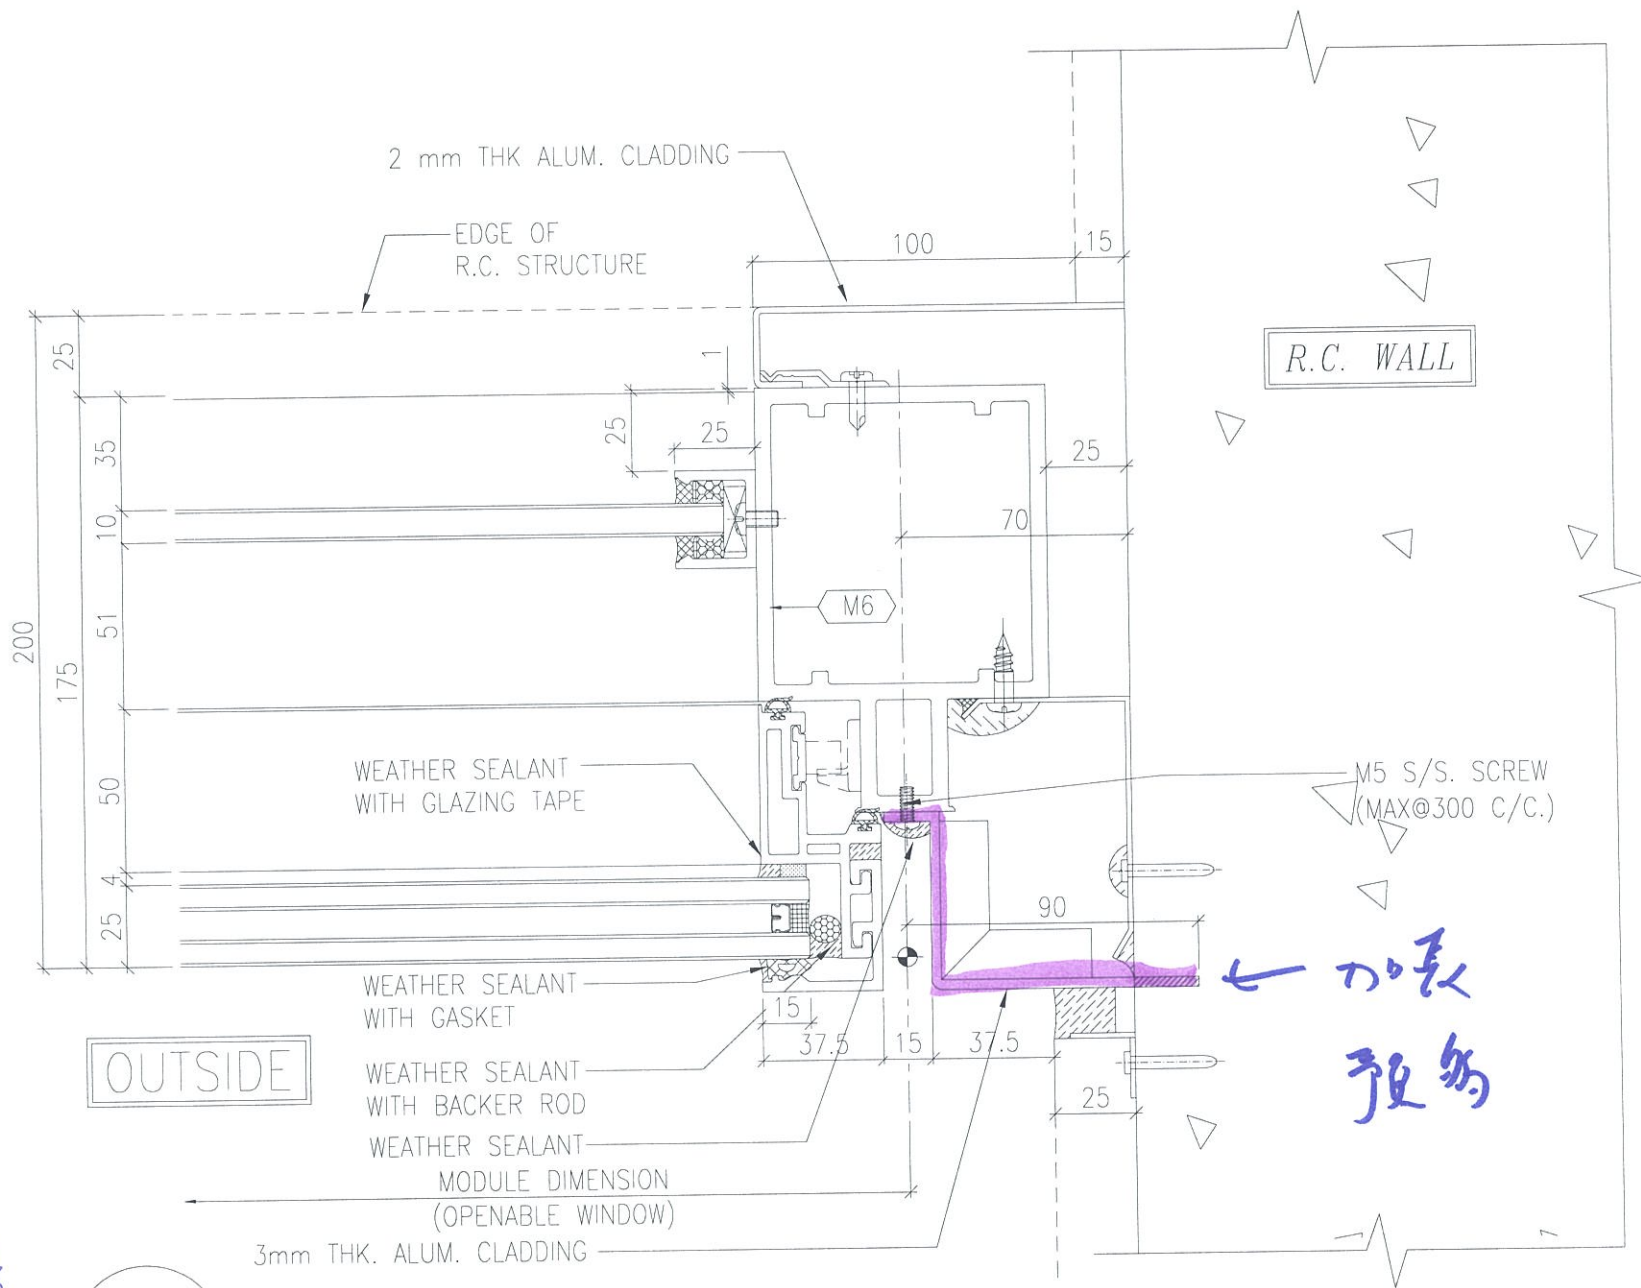 2 mm THK ALUM. CLADDING
EDGE OF
R.C. STRUCTURE
100
15
R.C. WALL
200
25
175
35
10
51
50
4
25
1
25
25
25
70
M6
WEATHER SEALANT
WITH GLAZING TAPE
M5 S/S. SCREW
(MAX@300 C/C.)
90
加長
預多
WEATHER SEALANT
WITH GASKET
15
37.5
15
37.5
25
OUTSIDE
WEATHER SEALANT
WITH BACKER ROD
WEATHER SEALANT
MODULE DIMENSION
(OPENABLE WINDOW)
3mm THK. ALUM. CLADDING